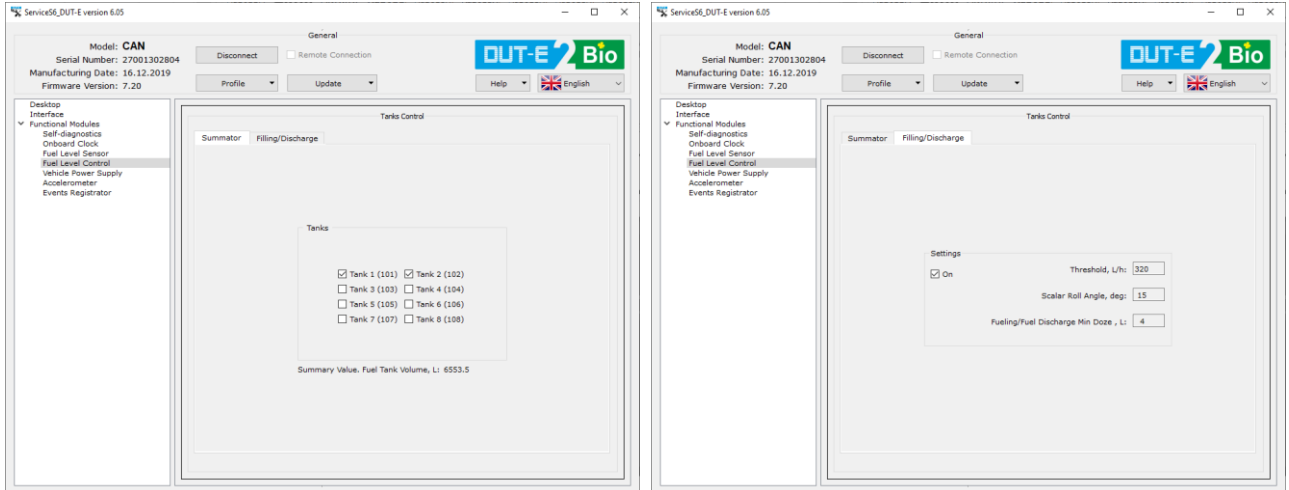 ServiceS6_DUT-E version 6.05
General
Model: CAN
Serial Number: 27001302804
Manufacturing Date: 16.12.2019
Firmware Version: 7.20
Disconnect
Remote Connection
Profile
Update
DUT-E 2 Bio
Help
English
Desktop
Interface
Functional Modules
Self-diagnostics
Onboard Clock
Fuel Level Sensor
Fuel Level Control
Vehicle Power Supply
Accelerometer
Events Registrator
Tanks Control
Summator Filling/Discharge
Tanks
Tank 1 (101) Tank 2 (102)
Tank 3 (103) Tank 4 (104)
Tank 5 (105) Tank 6 (106)
Tank 7 (107) Tank 8 (108)
Summary Value. Fuel Tank Volume, L: 6553.5
ServiceS6_DUT-E version 6.05
General
Model: CAN
Serial Number: 27001302804
Manufacturing Date: 16.12.2019
Firmware Version: 7.20
Disconnect
Remote Connection
Profile
Update
DUT-E 2 Bio
Help
English
Desktop
Interface
Functional Modules
Self-diagnostics
Onboard Clock
Fuel Level Sensor
Fuel Level Control
Vehicle Power Supply
Accelerometer
Events Registrator
Tanks Control
Summator Filling/Discharge
Settings
On
Threshold, L/h: 320
Scalar Roll Angle, deg: 15
Fueling/Fuel Discharge Min Doze , L: 4